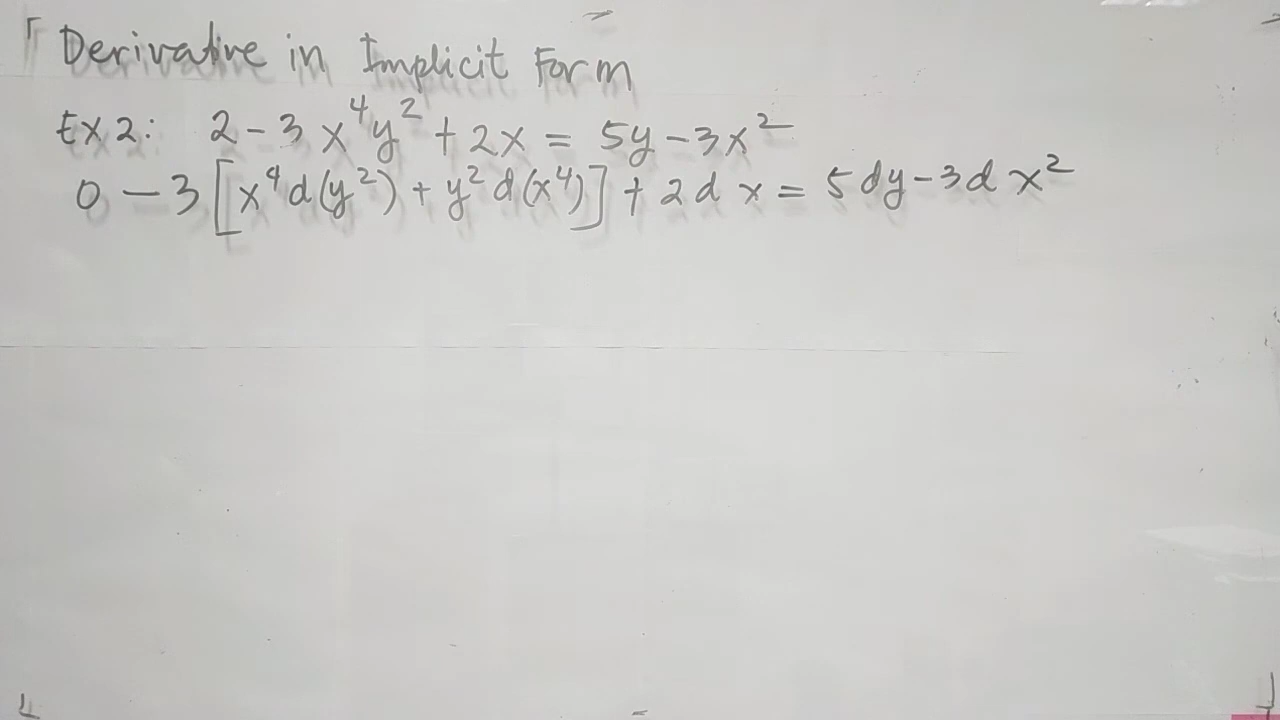 Derivative in Implicit Form
Ex 2: 2 - 3x⁴y² + 2x = 5y - 3x²
0 - 3[x⁴d(y²) + y²d(x⁴)] + 2dx = 5dy - 3dx²